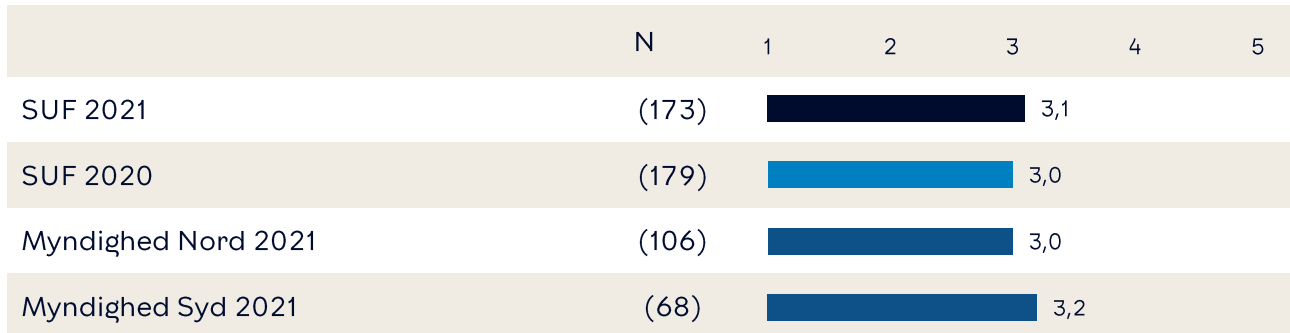 N 1 2 3 4 5
SUF 2021 (173) 3,1
SUF 2020 (179) 3,0
Myndighed Nord 2021 (106) 3,0
Myndighed Syd 2021 (68) 3,2